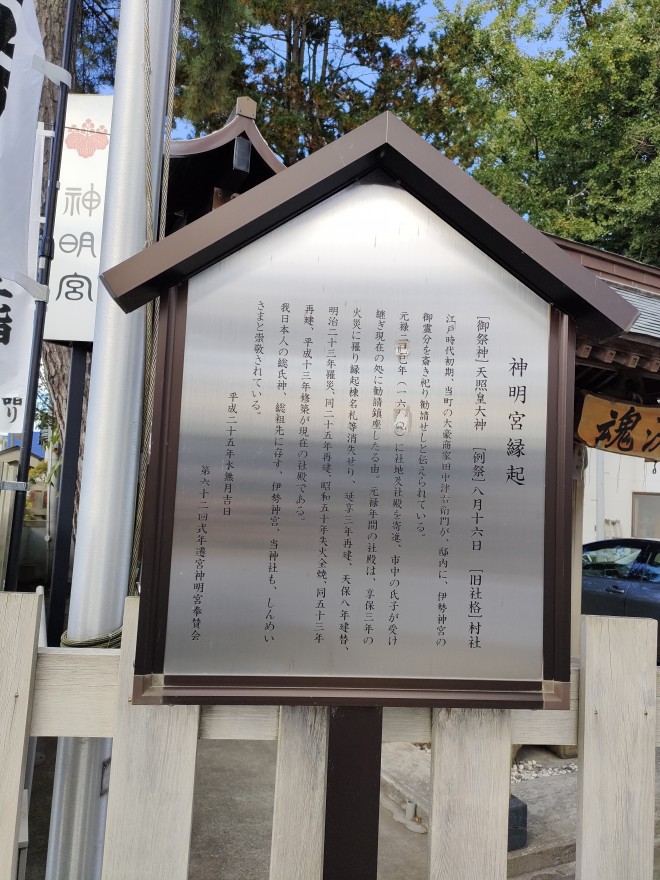 神明宮縁起
[御祭神]天照皇大神　[例祭]八月十六日　[旧社格]村社
江戸時代初期、当町の大豪商家田中津右衛門が、邸内に、伊勢神宮の
御霊分を斎き祀り勧請せしと伝えられている。
元禄二己巳年(一六
に社地及社殿を寄進、市中の氏子が受け
継ぎ現在の処に勧請鎮座したる由。元禄年間の社殿は、享保三年の
火災に罹り縁起棟名札等消失せり、延享三年再建、天保八年建替、
明治二十三年罹災、同二十五年再建、昭和五十年失火全焼、同五十三年
再建、平成十三年修築が現在の社殿である。
我日本人の総氏神、総祖先に存す、伊勢神宮、当神社も、しんめい
さまと崇敬されている。
平成二十五年水無月吉日
第六十二回式年遷宮神明宮奉賛会
神明宮
魂